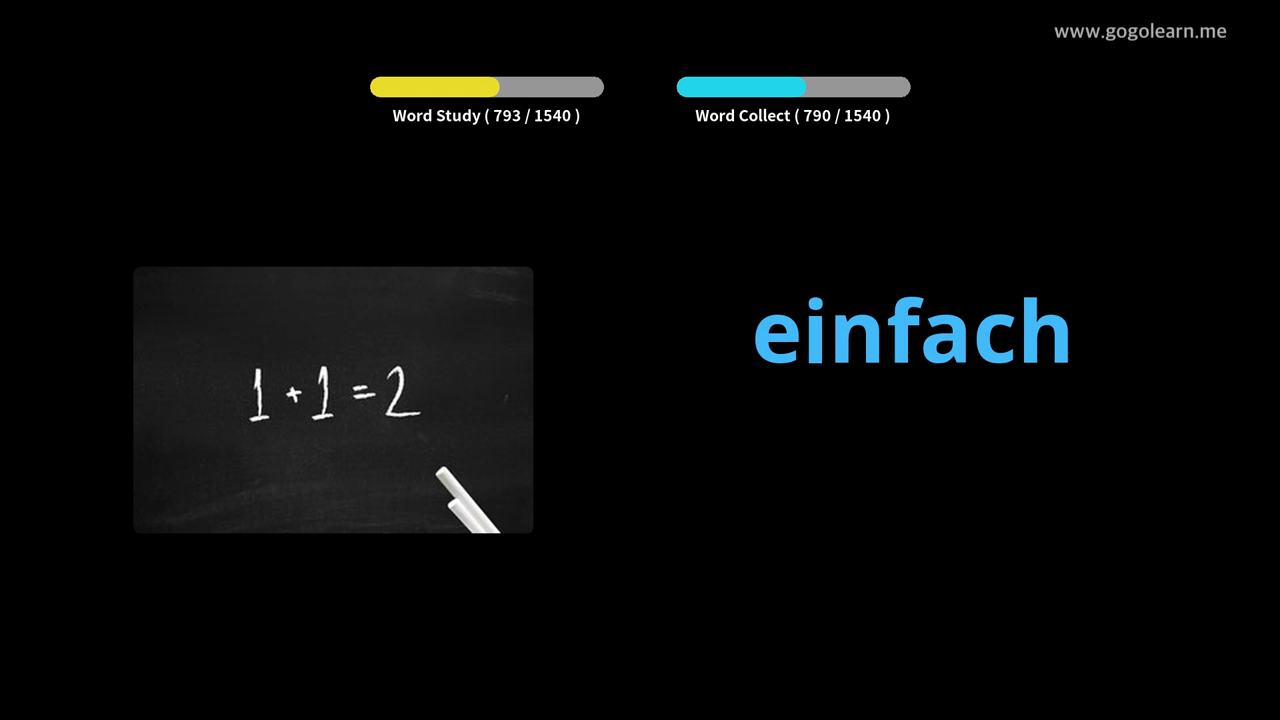 www.gogolearn.me
Word Study ( 793 / 1540 )
Word Collect ( 790 / 1540 )
1 + 1 = 2
einfach